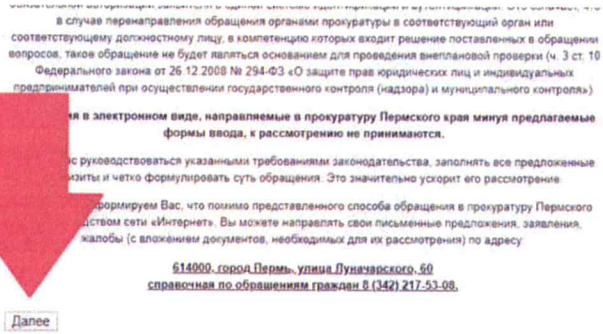 в случае перенаправления обращения органами прокуратуры в соответствующий орган или
соответствующему должностному лицу, в компетенцию которых входит решение поставленных в обращении
вопросов, такое обращение не будет являться основанием для проведения внеплановой проверки (ч. 3 ст. 10
Федерального закона от 26.12.2008 № 294-ФЗ «О защите прав юридических лиц и индивидуальных
предпринимателей при осуществлении государственного контроля (надзора) и муниципального контроля»)
в электронном виде, направляемые в прокуратуру Пермского края минуя предлагаемые
формы ввода, к рассмотрению не принимаются.
руководствоваться указанными требованиями законодательства, заполнять все предложенные
и четко формулировать суть обращения. Это значительно ускорит его рассмотрение
Вас, что помимо представленного способа обращения в прокуратуру Пермского
сети «Интернет», Вы можете направлять свои письменные предложения, заявления,
жалобы (с вложением документов, необходимых для их рассмотрения) по адресу
614000, город Пермь, улица Луначарского, 60
справочная по обращениям граждан 8 (342) 217-53-08.
Далее